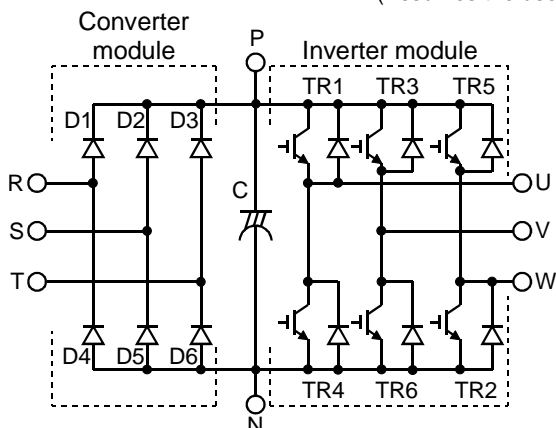 Converter
module
P
Inverter module
TR1 TR3 TR5
D1 D2 D3
R
U
C
S
V
T
W
D4 D5 D6
TR4 TR6 TR2
N